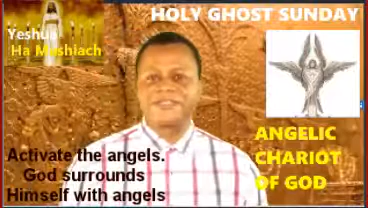 HOLY GHOST SUNDAY
Yeshua
Ha Mashiach
ANGELIC
CHARIOT
OF GOD
Activate the angels.
God surrounds
Himself with angels